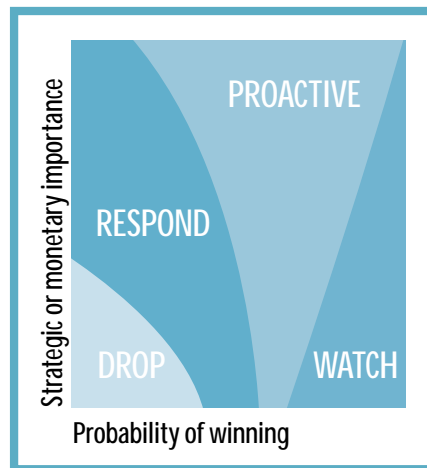 Strategic or monetary importance
PROACTIVE
RESPOND
DROP
WATCH
Probability of winning